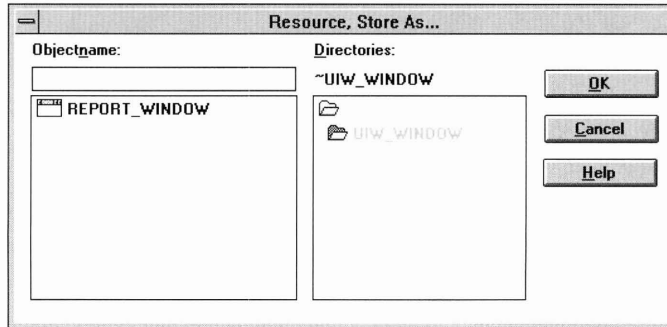 Resource, Store As...
Objectname:
Directories:
~UIW_WINDOW
OK
REPORT_WINDOW
UIW_WINDOW
Cancel
Help